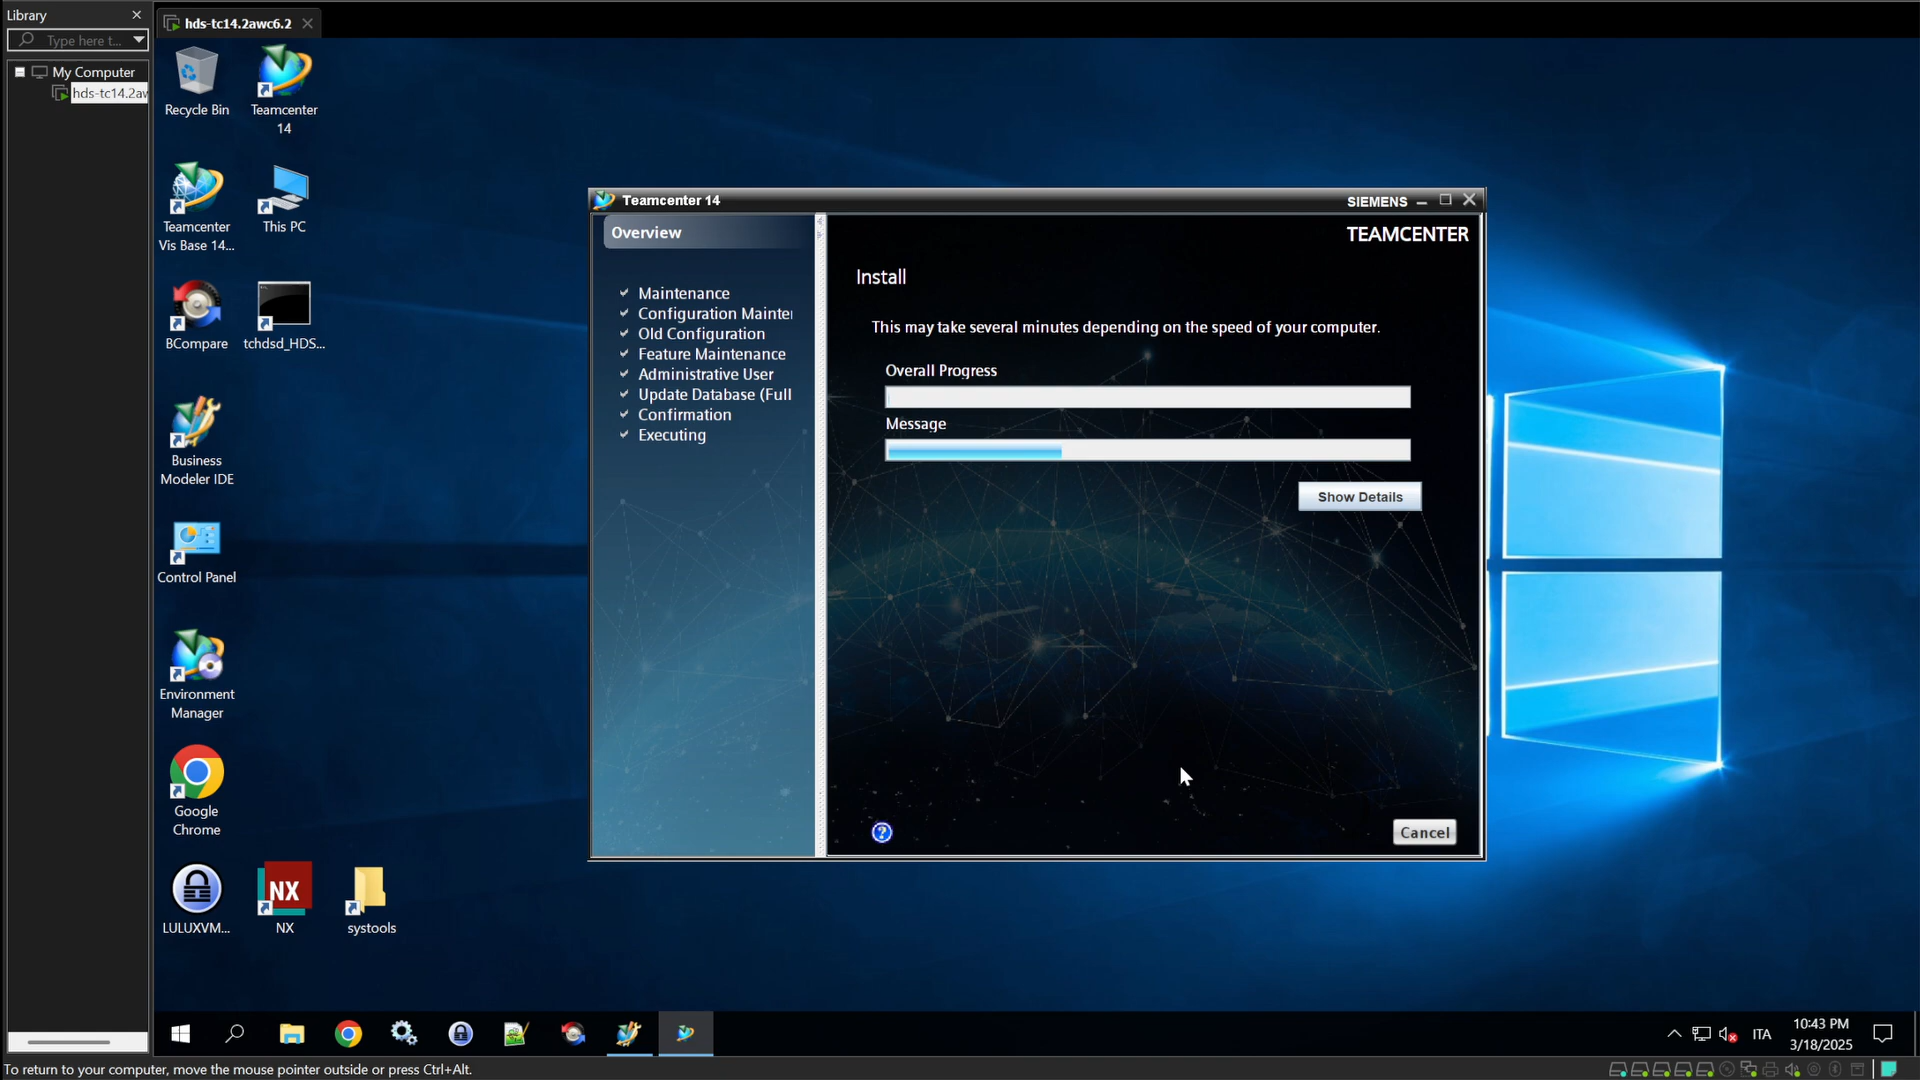 Library
Type here t...
My Computer
hds-tc14.2aw
hds-tc14.2awc6.2
Recycle Bin
Teamcenter
14
Teamcenter
Vis Base 14...
This PC
BCompare
tchdsd_HDS...
Business
Modeler IDE
Control Panel
Environment
Manager
Google
Chrome
LULUXVM...
NX
NX
systools
Teamcenter 14
SIEMENS
Overview
Maintenance
Configuration Mainte
Old Configuration
Feature Maintenance
Administrative User
Update Database (Full
Confirmation
Executing
TEAMCENTER
Install
This may take several minutes depending on the speed of your computer.
Overall Progress
Message
Show Details
?
Cancel
ITA
10:43 PM
3/18/2025
To return to your computer, move the mouse pointer outside or press Ctrl+Alt.